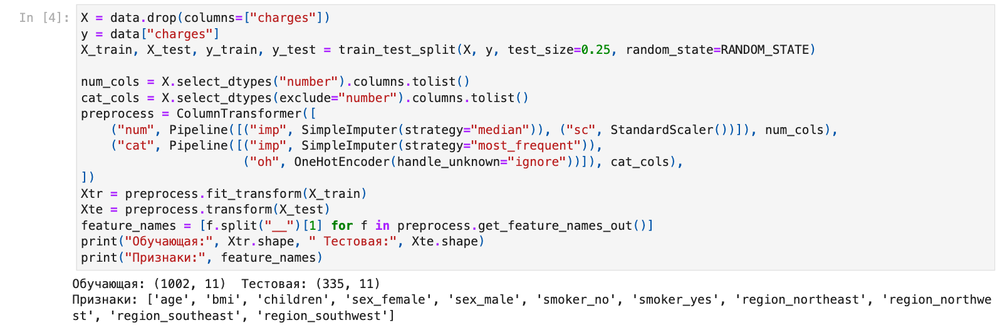 In [4]:
X = data.drop(columns=["charges"])
y = data["charges"]
X_train, X_test, y_train, y_test = train_test_split(X, y, test_size=0.25, random_state=RANDOM_STATE)

num_cols = X.select_dtypes("number").columns.tolist()
cat_cols = X.select_dtypes(exclude="number").columns.tolist()
preprocess = ColumnTransformer([
    ("num", Pipeline([("imp", SimpleImputer(strategy="median")), ("sc", StandardScaler())]), num_cols),
    ("cat", Pipeline([("imp", SimpleImputer(strategy="most_frequent")),
                      ("oh", OneHotEncoder(handle_unknown="ignore"))]), cat_cols),
])
Xtr = preprocess.fit_transform(X_train)
Xte = preprocess.transform(X_test)
feature_names = [f.split("__")[1] for f in preprocess.get_feature_names_out()]
print("Обучающая:", Xtr.shape, " Тестовая:", Xte.shape)
print("Признаки:", feature_names)
Обучающая: (1002, 11)  Тестовая: (335, 11)
Признаки: ['age', 'bmi', 'children', 'sex_female', 'sex_male', 'smoker_no', 'smoker_yes', 'region_northeast', 'region_northwe
st', 'region_southeast', 'region_southwest']